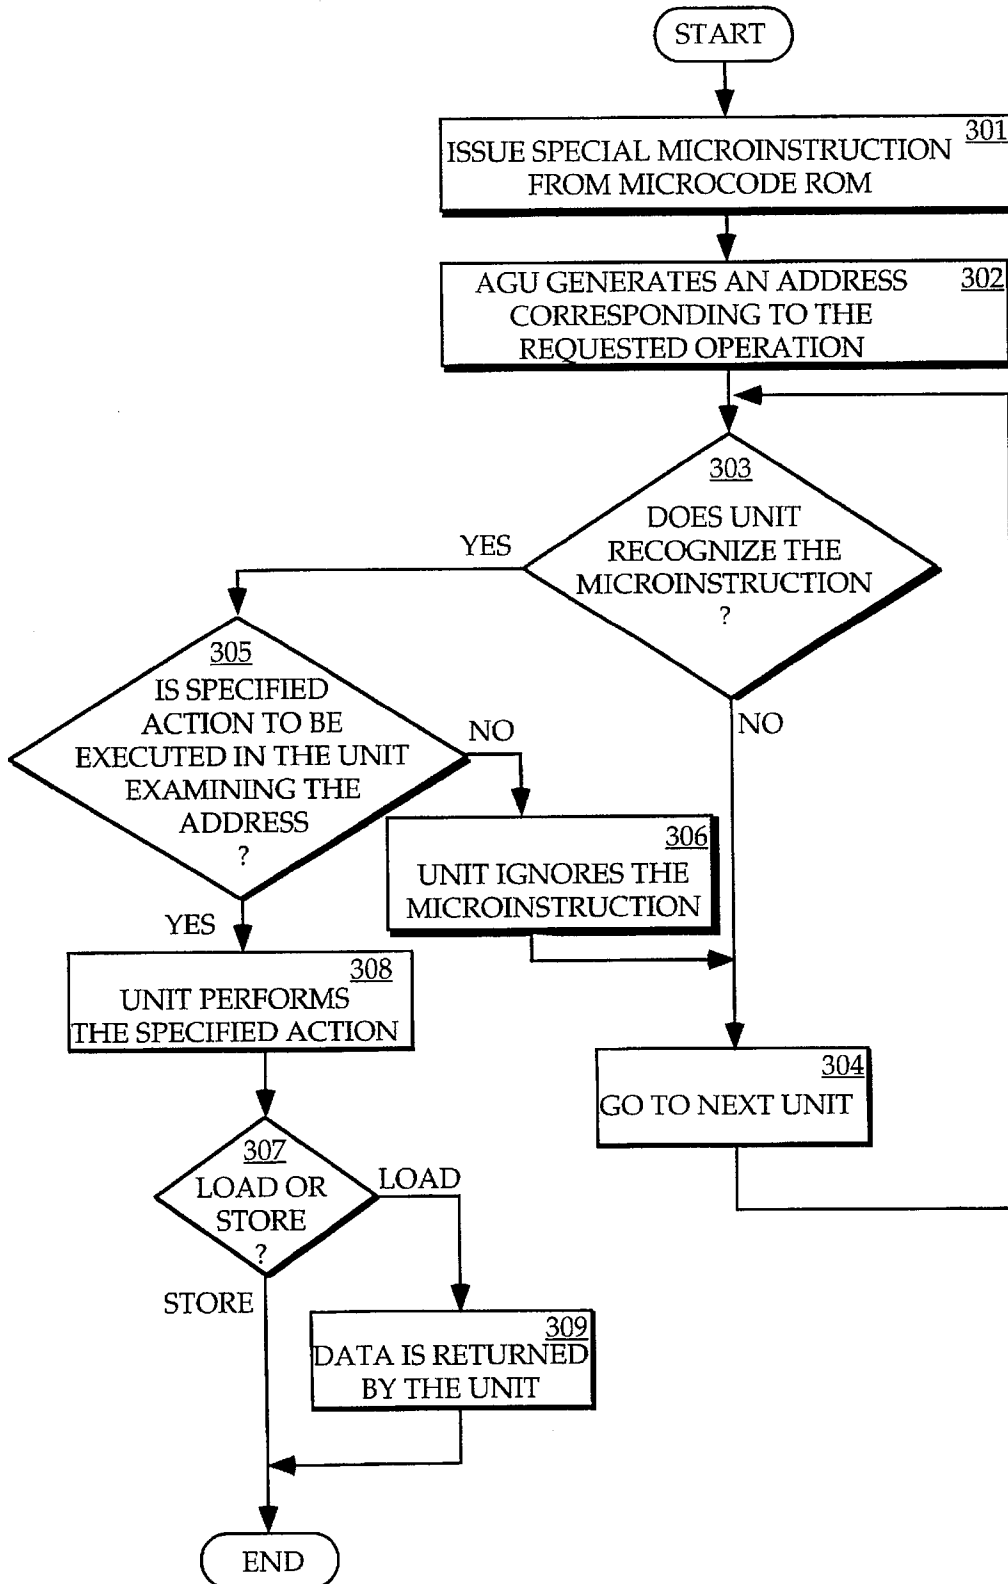 START
301
ISSUE SPECIAL MICROINSTRUCTION
FROM MICROCODE ROM
302
AGU GENERATES AN ADDRESS
CORRESPONDING TO THE
REQUESTED OPERATION
303
DOES UNIT
RECOGNIZE THE
MICROINSTRUCTION
?
YES
NO
305
IS SPECIFIED
ACTION TO BE
EXECUTED IN THE UNIT
EXAMINING THE
ADDRESS
?
NO
YES
306
UNIT IGNORES THE
MICROINSTRUCTION
308
UNIT PERFORMS
THE SPECIFIED ACTION
304
GO TO NEXT UNIT
307
LOAD OR
STORE
?
LOAD
STORE
309
DATA IS RETURNED
BY THE UNIT
END